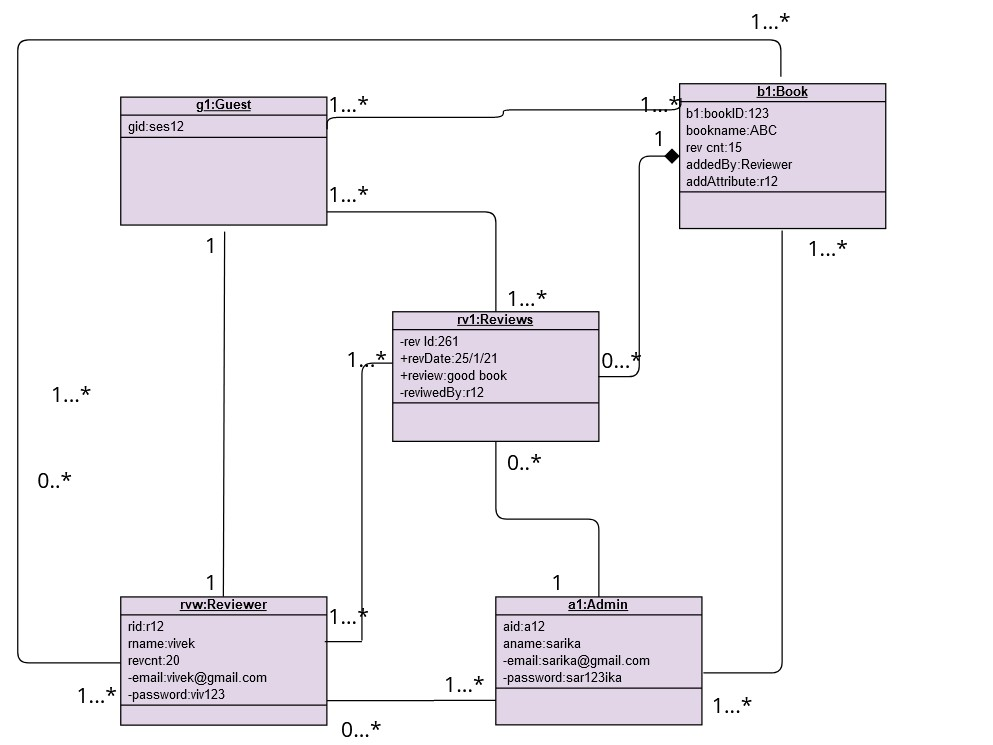 1...*
g1:Guest
gid:ses12
1...*
1...*
b1:Book
b1:bookID:123
bookname:ABC
rev cnt:15
addedBy:Reviewer
addAttribute:r12
1
1...*
1
1...*
1...*
rv1:Reviews
-rev Id:261
+revDate:25/1/21
+review:good book
-reviwedBy:r12
1...*
0...*
1...*
0..*
0..*
1
1
rvw:Reviewer
rid:r12
rname:vivek
revcnt:20
-email:vivek@gmail.com
-password:viv123
1...*
a1:Admin
aid:a12
aname:sarika
-email:sarika@gmail.com
-password:sar123ika
1...*
1...*
1...*
0...*